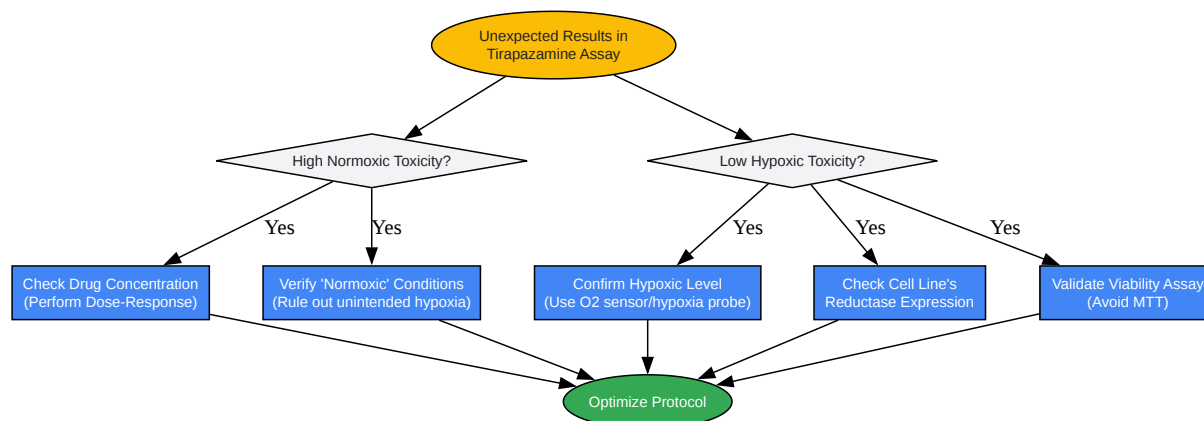 Unexpected Results in
Tirapazamine Assay
High Normoxic Toxicity?
Low Hypoxic Toxicity?
Yes
Yes
Yes
Yes
Yes
Check Drug Concentration
(Perform Dose-Response)
Verify 'Normoxic' Conditions
(Rule out unintended hypoxia)
Confirm Hypoxic Level
(Use O2 sensor/hypoxia probe)
Check Cell Line's
Reductase Expression
Validate Viability Assay
(Avoid MTT)
Optimize Protocol